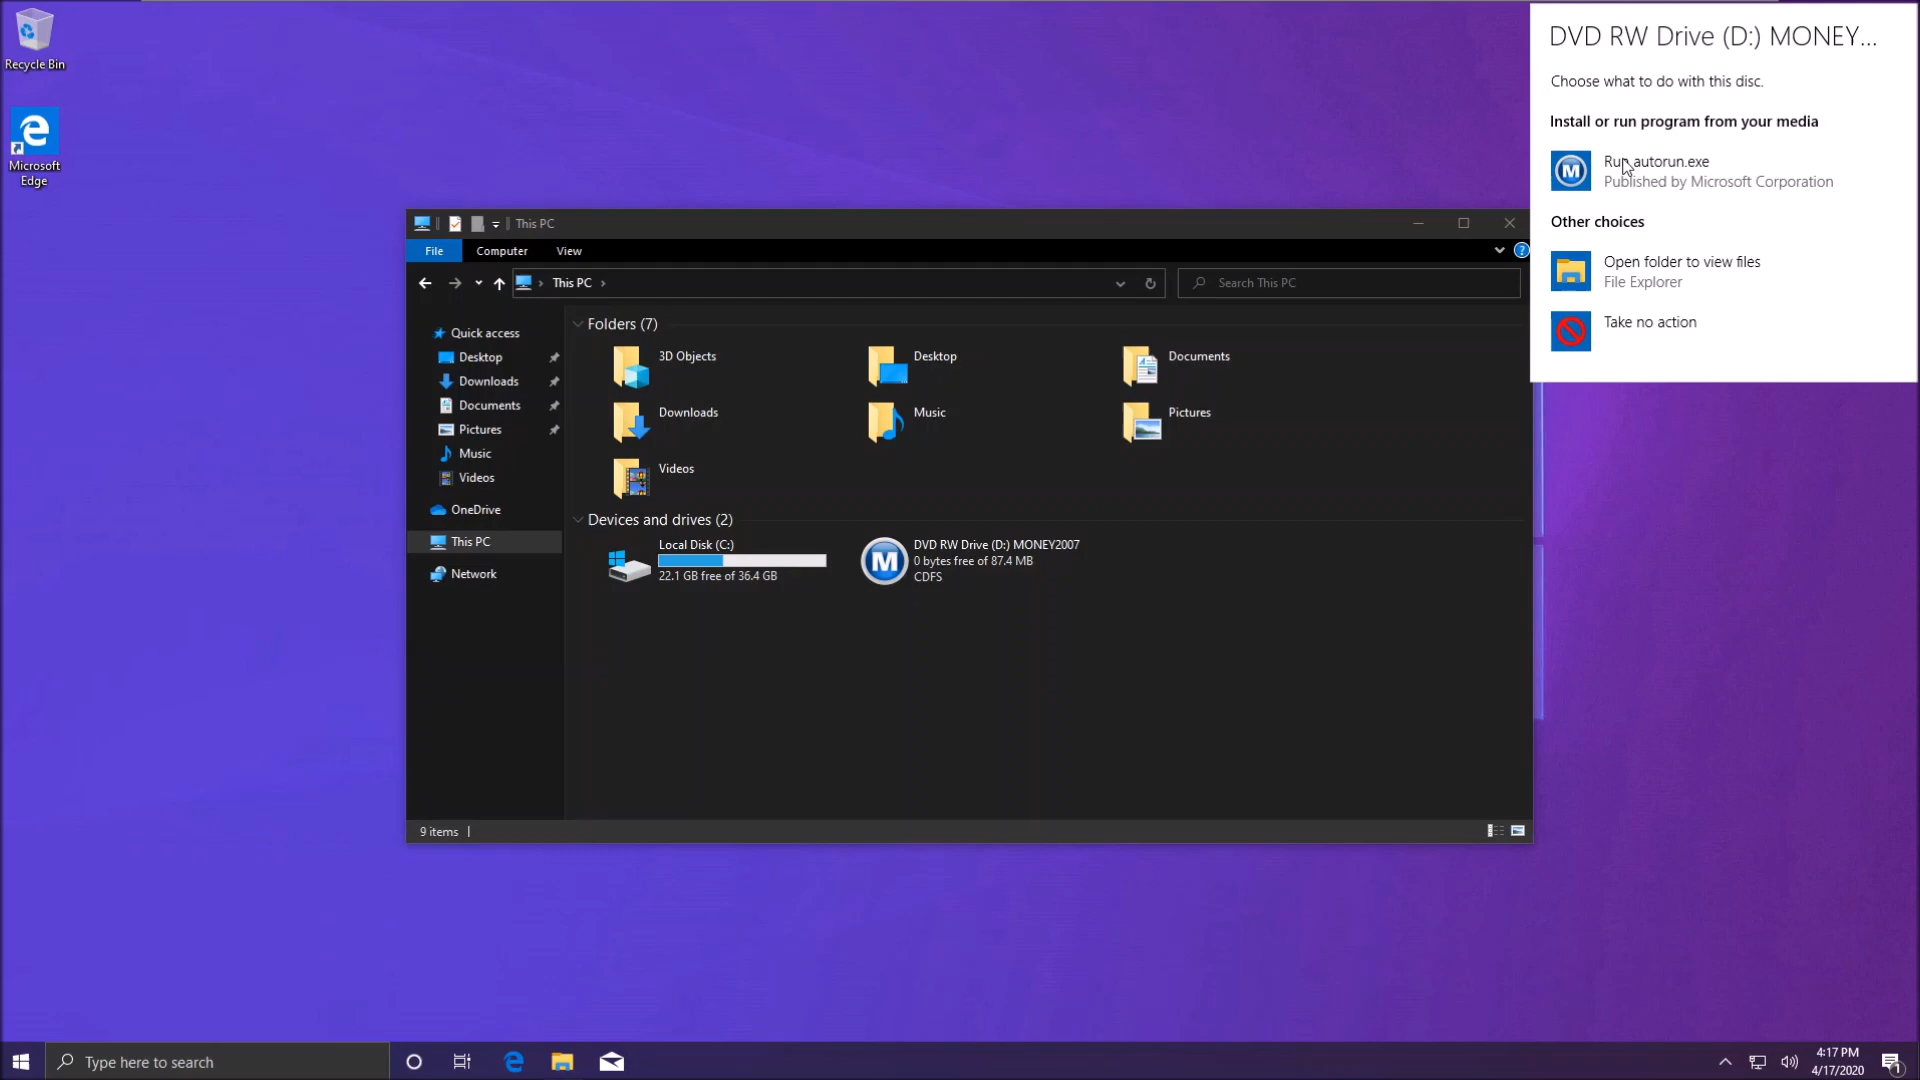 Recycle Bin
Microsoft
Edge
DVD RW Drive (D:) MONEY...
Choose what to do with this disc.
Install or run program from your media
M
Run autorun.exe
Published by Microsoft Corporation
Other choices
Open folder to view files
File Explorer
Take no action
This PC
File
Computer
View
?
This PC
Search This PC
Quick access
Desktop
Downloads
Documents
Pictures
Music
Videos
OneDrive
This PC
Network
Folders (7)
3D Objects
Desktop
Documents
Downloads
Music
Pictures
Videos
Devices and drives (2)
Local Disk (C:)
22.1 GB free of 36.4 GB
M
DVD RW Drive (D:) MONEY2007
0 bytes free of 87.4 MB
CDFS
9 items
Type here to search
4:17 PM
4/17/2020
1